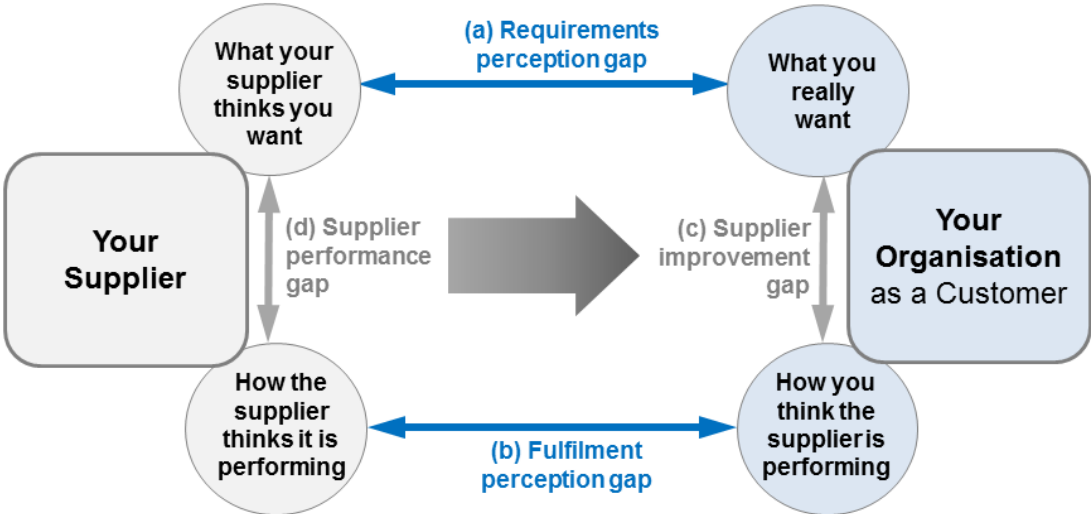 (a) Requirements
perception gap
What your
supplier
thinks you
want
What you
really
want
Your
Supplier
(d) Supplier
performance
gap
(c) Supplier
improvement
gap
Your
Organisation
as a Customer
How the
supplier
thinks it is
performing
(b) Fulfilment
perception gap
How you
think the
supplier is
performing